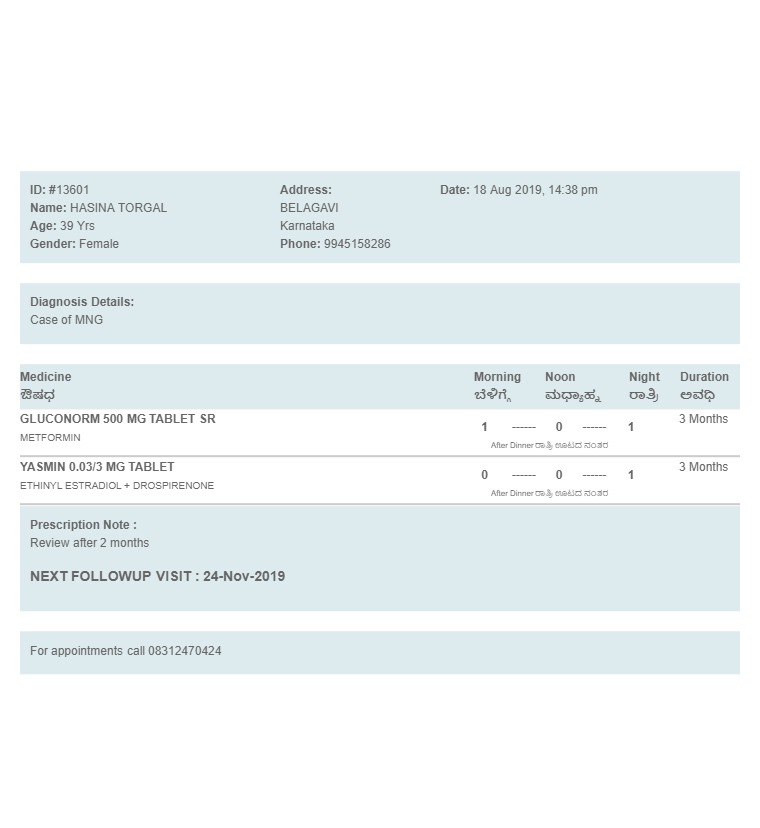 ID: #13601
Name: HASINA TORGAL
Age: 39 Yrs
Gender: Female
Address:
BELAGAVI
Karnataka
Phone: 9945158286
Date: 18 Aug 2019, 14:38 pm
Diagnosis Details:
Case of MNG
Medicine Morning Noon Night Duration
ಔಷಧ ಬೆಳಿಗ್ಗೆ ಮಧ್ಯಾಹ್ನ ರಾತ್ರಿ ಅವಧಿ
GLUCONORM 500 MG TABLET SR 1 ------ 0 ------ 1 3 Months
METFORMIN After Dinner ರಾತ್ರಿ ಊಟದ ನಂತರ
YASMIN 0.03/3 MG TABLET 0 ------ 0 ------ 1 3 Months
ETHINYL ESTRADIOL + DROSPIRENONE After Dinner ರಾತ್ರಿ ಊಟದ ನಂತರ
Prescription Note :
Review after 2 months
NEXT FOLLOWUP VISIT : 24-Nov-2019
For appointments call 08312470424